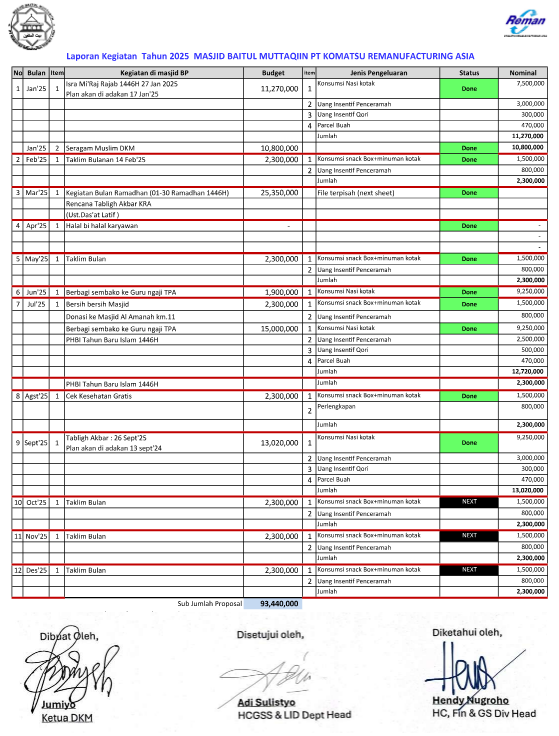 Reman
Laporan Kegiatan Tahun 2025 MASJID BAITUL MUTTAQIIN PT KOMATSU REMANUFACTURING ASIA
No Bulan Item Kegiatan di masjid BP Budget Item Jenis Pengeluaran Status Nominal
1 Jan'25 1 Isra Mi'Raj Rajab 1446H 27 Jan 2025 11,270,000 1 Konsumsi Nasi kotak Done 7,500,000
Plan akan di adakan 17 Jan'25
2 Uang Insentif Penceramah 3,000,000
3 Uang Insentif Qori 300,000
4 Parcel Buah 470,000
Jumlah 11,270,000
Jan'25 2 Seragam Muslim DKM 10,800,000 Done 10,800,000
2 Feb'25 1 Taklim Bulanan 14 Feb'25 2,300,000 1 Konsumsi snack Box+minuman kotak Done 1,500,000
2 Uang Insentif Penceramah 800,000
Jumlah 2,300,000
3 Mar'25 1 Kegiatan Bulan Ramadhan (01-30 Ramadhan 1446H) 25,350,000 File terpisah (next sheet) Done
Rencana Tabligh Akbar KRA
(Ust.Das'at Latif )
4 Apr'25 1 Halal bi halal karyawan - Done -
-
-
5 May'25 1 Taklim Bulan 2,300,000 1 Konsumsi snack Box+minuman kotak Done 1,500,000
2 Uang Insentif Penceramah 800,000
Jumlah 2,300,000
6 Jun'25 1 Berbagi sembako ke Guru ngaji TPA 1,900,000 1 Konsumsi Nasi kotak Done 9,250,000
7 Jul'25 1 Bersih bersih Masjid 2,300,000 1 Konsumsi snack Box+minuman kotak Done 1,500,000
Donasi ke Masjid Al Amanah km.11 2 Uang Insentif Penceramah 800,000
Berbagi sembako ke Guru ngaji TPA 15,000,000 1 Konsumsi Nasi kotak Done 9,250,000
PHBI Tahun Baru Islam 1446H 2 Uang Insentif Penceramah 2,500,000
3 Uang Insentif Qori 500,000
4 Parcel Buah 470,000
Jumlah 12,720,000
PHBI Tahun Baru Islam 1446H Jumlah 2,300,000
8 Agst'25 1 Cek Kesehatan Gratis 2,300,000 1 Konsumsi snack Box+minuman kotak Done 1,500,000
2 Perlengkapan 800,000
Jumlah 2,300,000
9 Sept'25 1 Tabligh Akbar : 26 Sept'25 13,020,000 1 Konsumsi Nasi kotak Done 9,250,000
Plan akan di adakan 13 sept'24
2 Uang Insentif Penceramah 3,000,000
3 Uang Insentif Qori 300,000
4 Parcel Buah 470,000
Jumlah 13,020,000
10 Oct'25 1 Taklim Bulan 2,300,000 1 Konsumsi snack Box+minuman kotak NEXT 1,500,000
2 Uang Insentif Penceramah 800,000
Jumlah 2,300,000
11 Nov'25 1 Taklim Bulan 2,300,000 1 Konsumsi snack Box+minuman kotak NEXT 1,500,000
2 Uang Insentif Penceramah 800,000
Jumlah 2,300,000
12 Des'25 1 Taklim Bulan 2,300,000 1 Konsumsi snack Box+minuman kotak NEXT 1,500,000
2 Uang Insentif Penceramah 800,000
Jumlah 2,300,000
Sub Jumlah Proposal 93,440,000
Dibuat Oleh, Disetujui oleh, Diketahui oleh,
Jumiyo Adi Sulistyo Hendy Nugroho
Ketua DKM HCGSS & LID Dept Head HC, Fin & GS Div Head